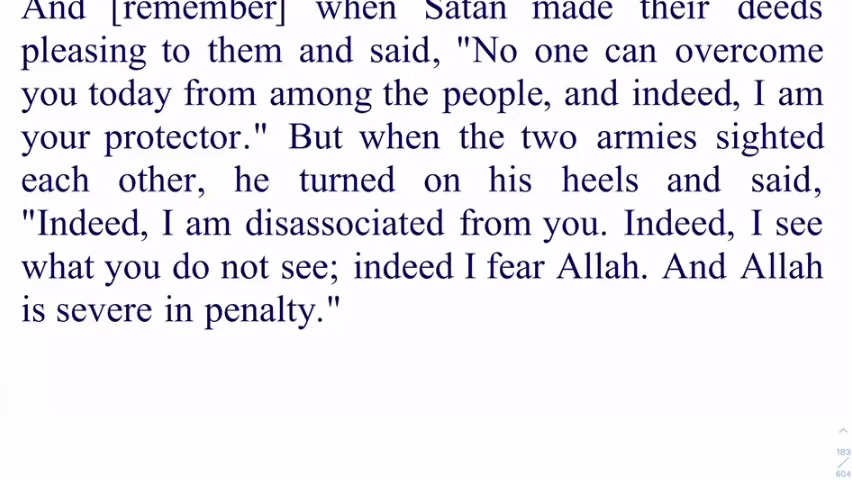 And [remember] when Satan made their deeds
pleasing to them and said, "No one can overcome
you today from among the people, and indeed, I am
your protector." But when the two armies sighted
each other, he turned on his heels and said,
"Indeed, I am disassociated from you. Indeed, I see
what you do not see; indeed I fear Allah. And Allah
is severe in penalty."
183
/
604